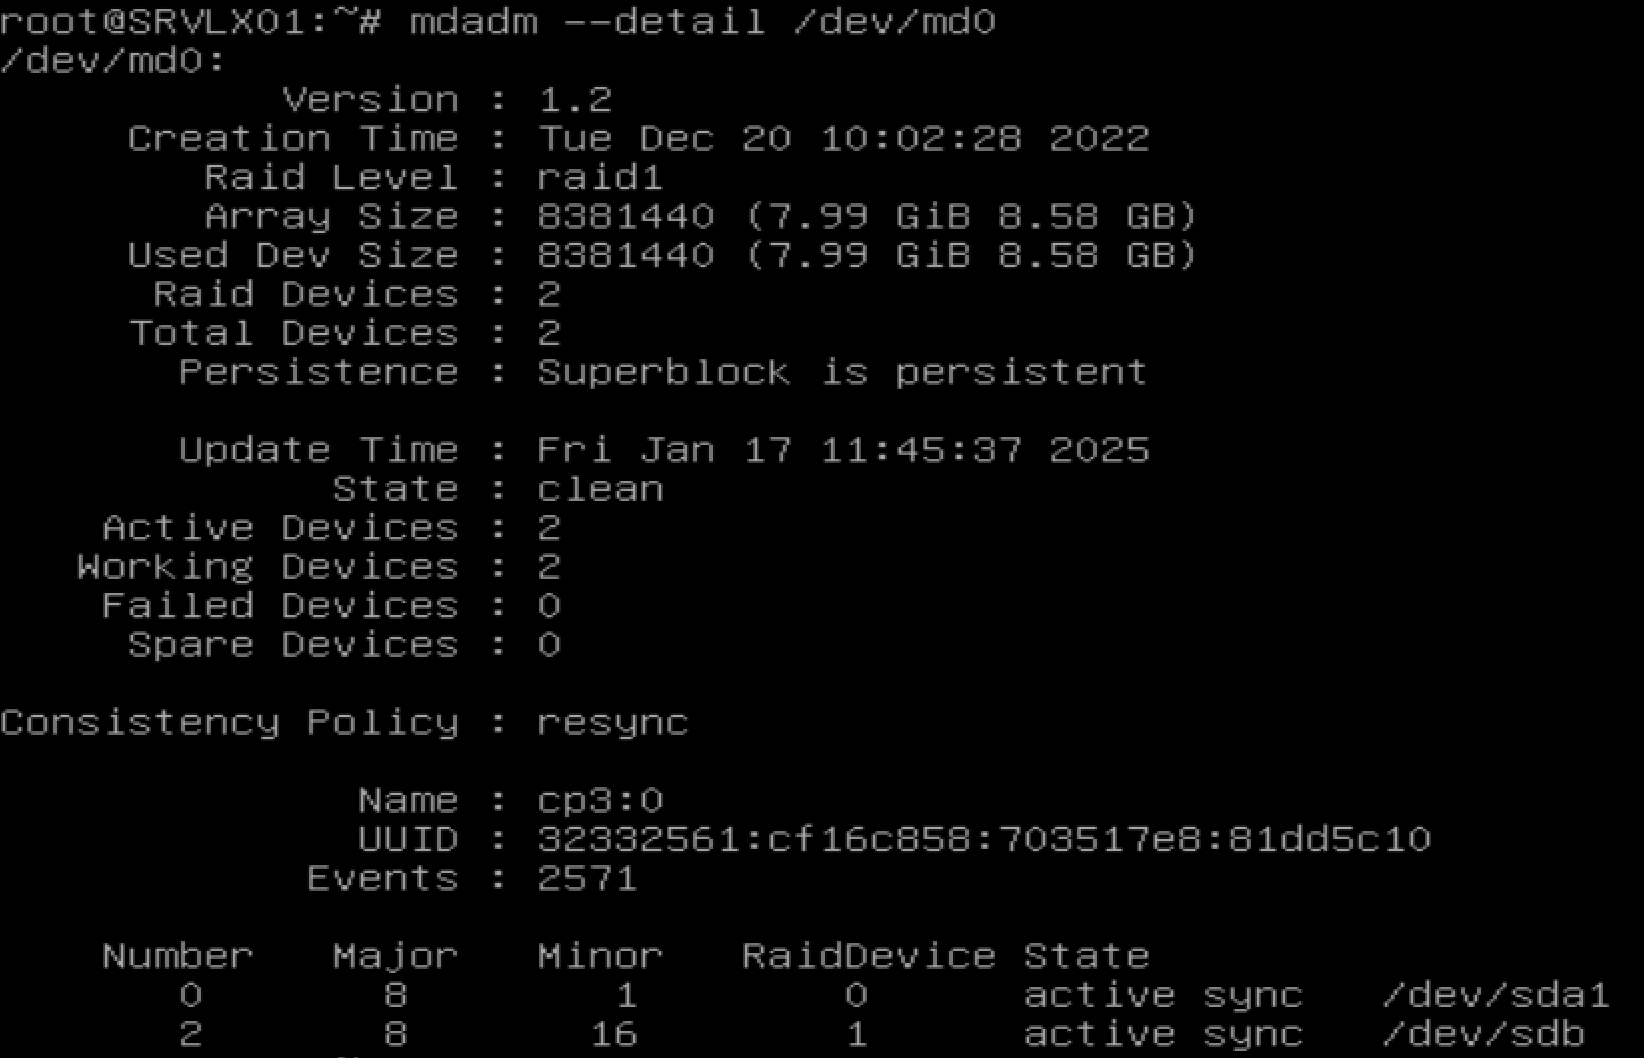 root@SRVLX01:~# mdadm --detail /dev/md0
/dev/md0:
Version : 1.2
Creation Time : Tue Dec 20 10:02:28 2022
Raid Level : raid1
Array Size : 8381440 (7.99 GiB 8.58 GB)
Used Dev Size : 8381440 (7.99 GiB 8.58 GB)
Raid Devices : 2
Total Devices : 2
Persistence : Superblock is persistent
Update Time : Fri Jan 17 11:45:37 2025
State : clean
Active Devices : 2
Working Devices : 2
Failed Devices : 0
Spare Devices : 0
Consistency Policy : resync
Name : cp3:0
UUID : 32332561:cf16c858:703517e8:81dd5c10
Events : 2571
Number Major Minor RaidDevice State
0 8 1 0 active sync /dev/sda1
2 8 16 1 active sync /dev/sdb